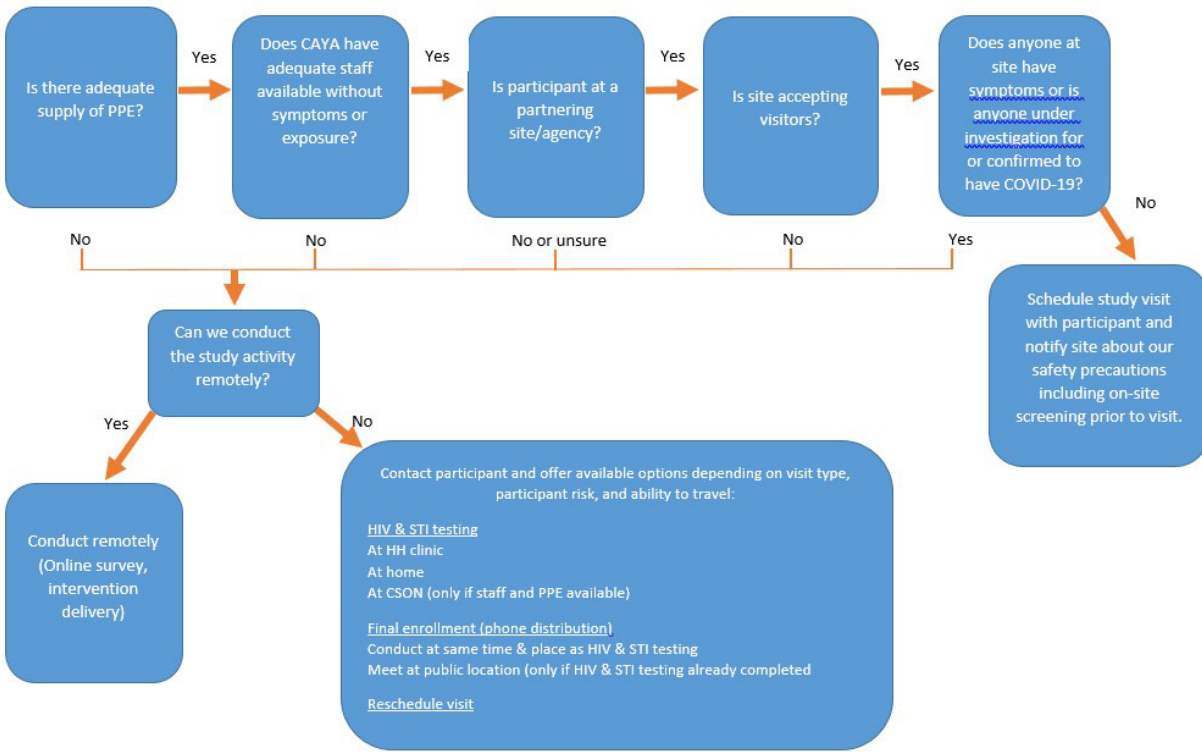 Is there adequate
supply of PPE?
Yes
Does CAYA have
adequate staff
available without
symptoms or
exposure?
Yes
Is participant at a
partnering
site/agency?
Yes
Is site accepting
visitors?
Yes
Does anyone at
site have
symptoms or is
anyone under
investigation for
or confirmed to
have COVID-19?
No
No
No or unsure
No
Yes
No
Schedule study visit
with participant and
notify site about our
safety precautions
including on-site
screening prior to visit.
Can we conduct
the study activity
remotely?
Yes
No
Conduct remotely
(Online survey,
intervention
delivery)
Contact participant and offer available options depending on visit type,
participant risk, and ability to travel:
HIV & STI testing
At HH clinic
At home
At CSON (only if staff and PPE available)
Final enrollment (phone distribution)
Conduct at same time & place as HIV & STI testing
Meet at public location (only if HIV & STI testing already completed
Reschedule visit